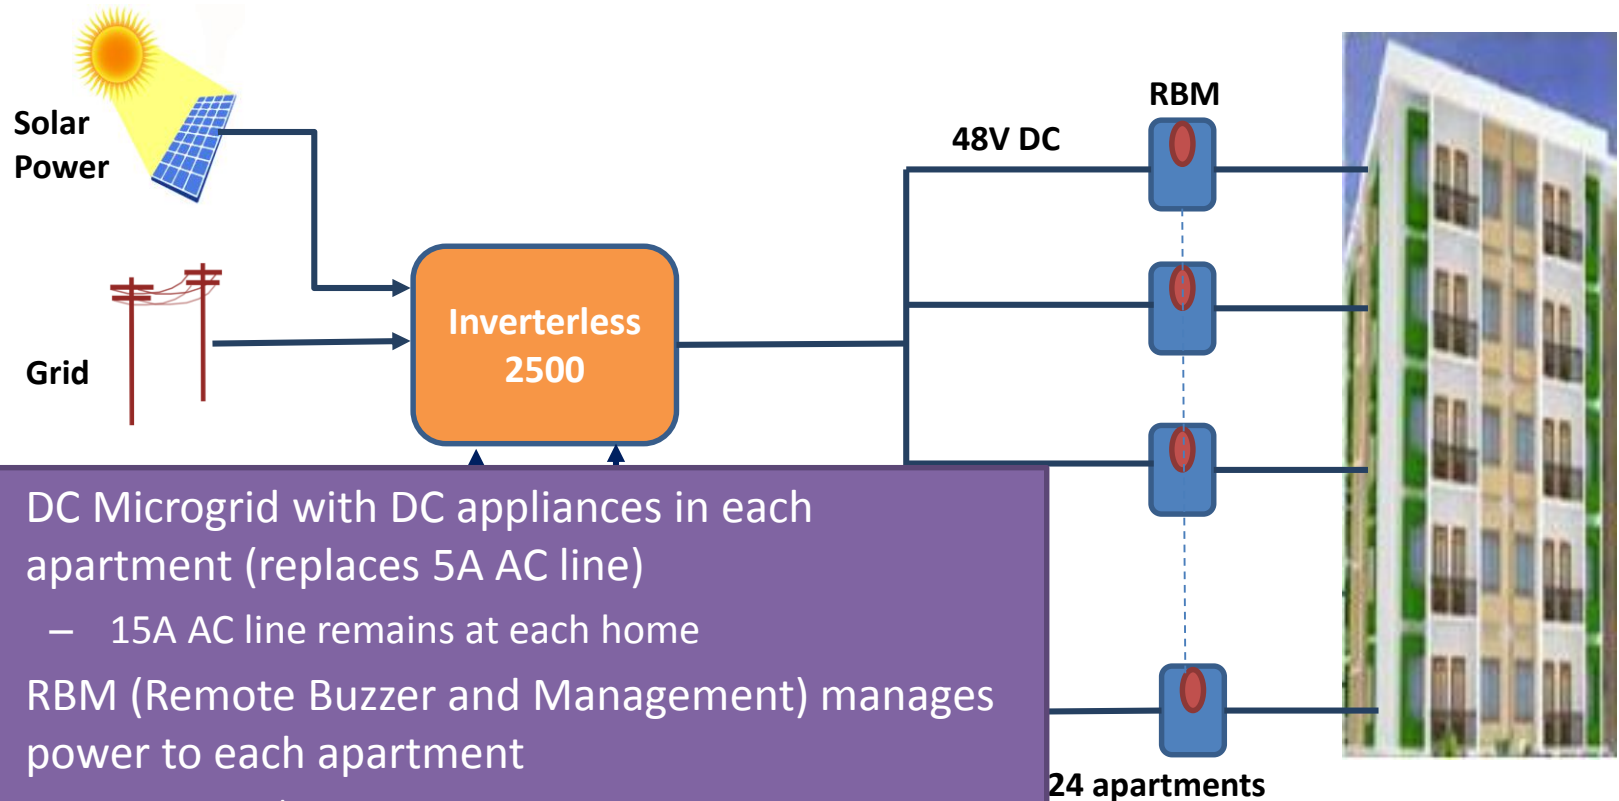 Solar
Power
RBM
48V DC
Inverterless
2500
Grid
DC Microgrid with DC appliances in each
apartment (replaces 5A AC line)
– 15A AC line remains at each home
RBM (Remote Buzzer and Management) manages
power to each apartment
24 apartments